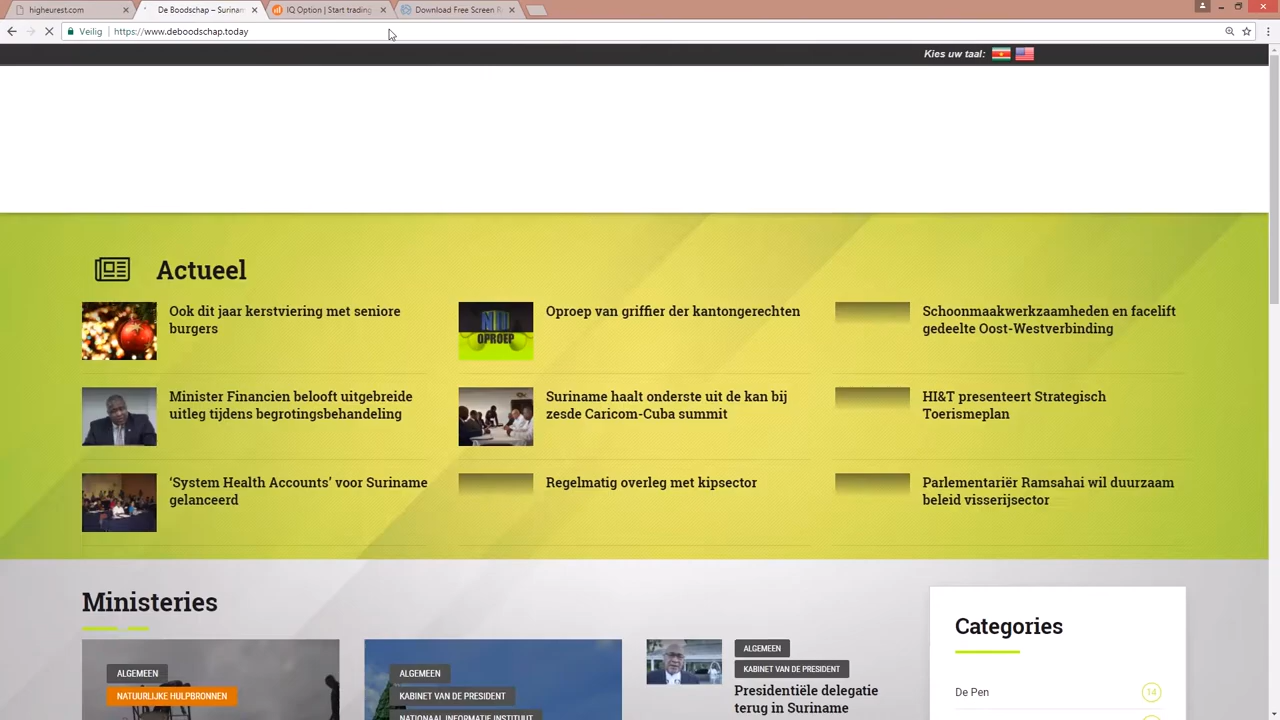 higheurest.com
De Boodschap – Surinam
IQ Option | Start trading
Download Free Screen R
Veilig
https://www.deboodschap.today
Kies uw taal:
Actueel
Ook dit jaar kerstviering met seniore
burgers
Oproep van griffier der kantongerechten
Schoonmaakwerkzaamheden en facelift
gedeelte Oost-Westverbinding
OPROEP
Minister Financien belooft uitgebreide
uitleg tijdens begrotingsbehandeling
Suriname haalt onderste uit de kan bij
zesde Caricom-Cuba summit
HI&T presenteert Strategisch
Toerismeplan
‘System Health Accounts’ voor Suriname
gelanceerd
Regelmatig overleg met kipsector
Parlementariër Ramsahai wil duurzaam
beleid visserijsector
Ministeries
ALGEMEEN
NATUURLIJKE HULPBRONNEN
ALGEMEEN
KABINET VAN DE PRESIDENT
NATIONAAL INFORMATIE INSTITUUT
ALGEMEEN
KABINET VAN DE PRESIDENT
Presidentiële delegatie
terug in Suriname
Categories
De Pen
14